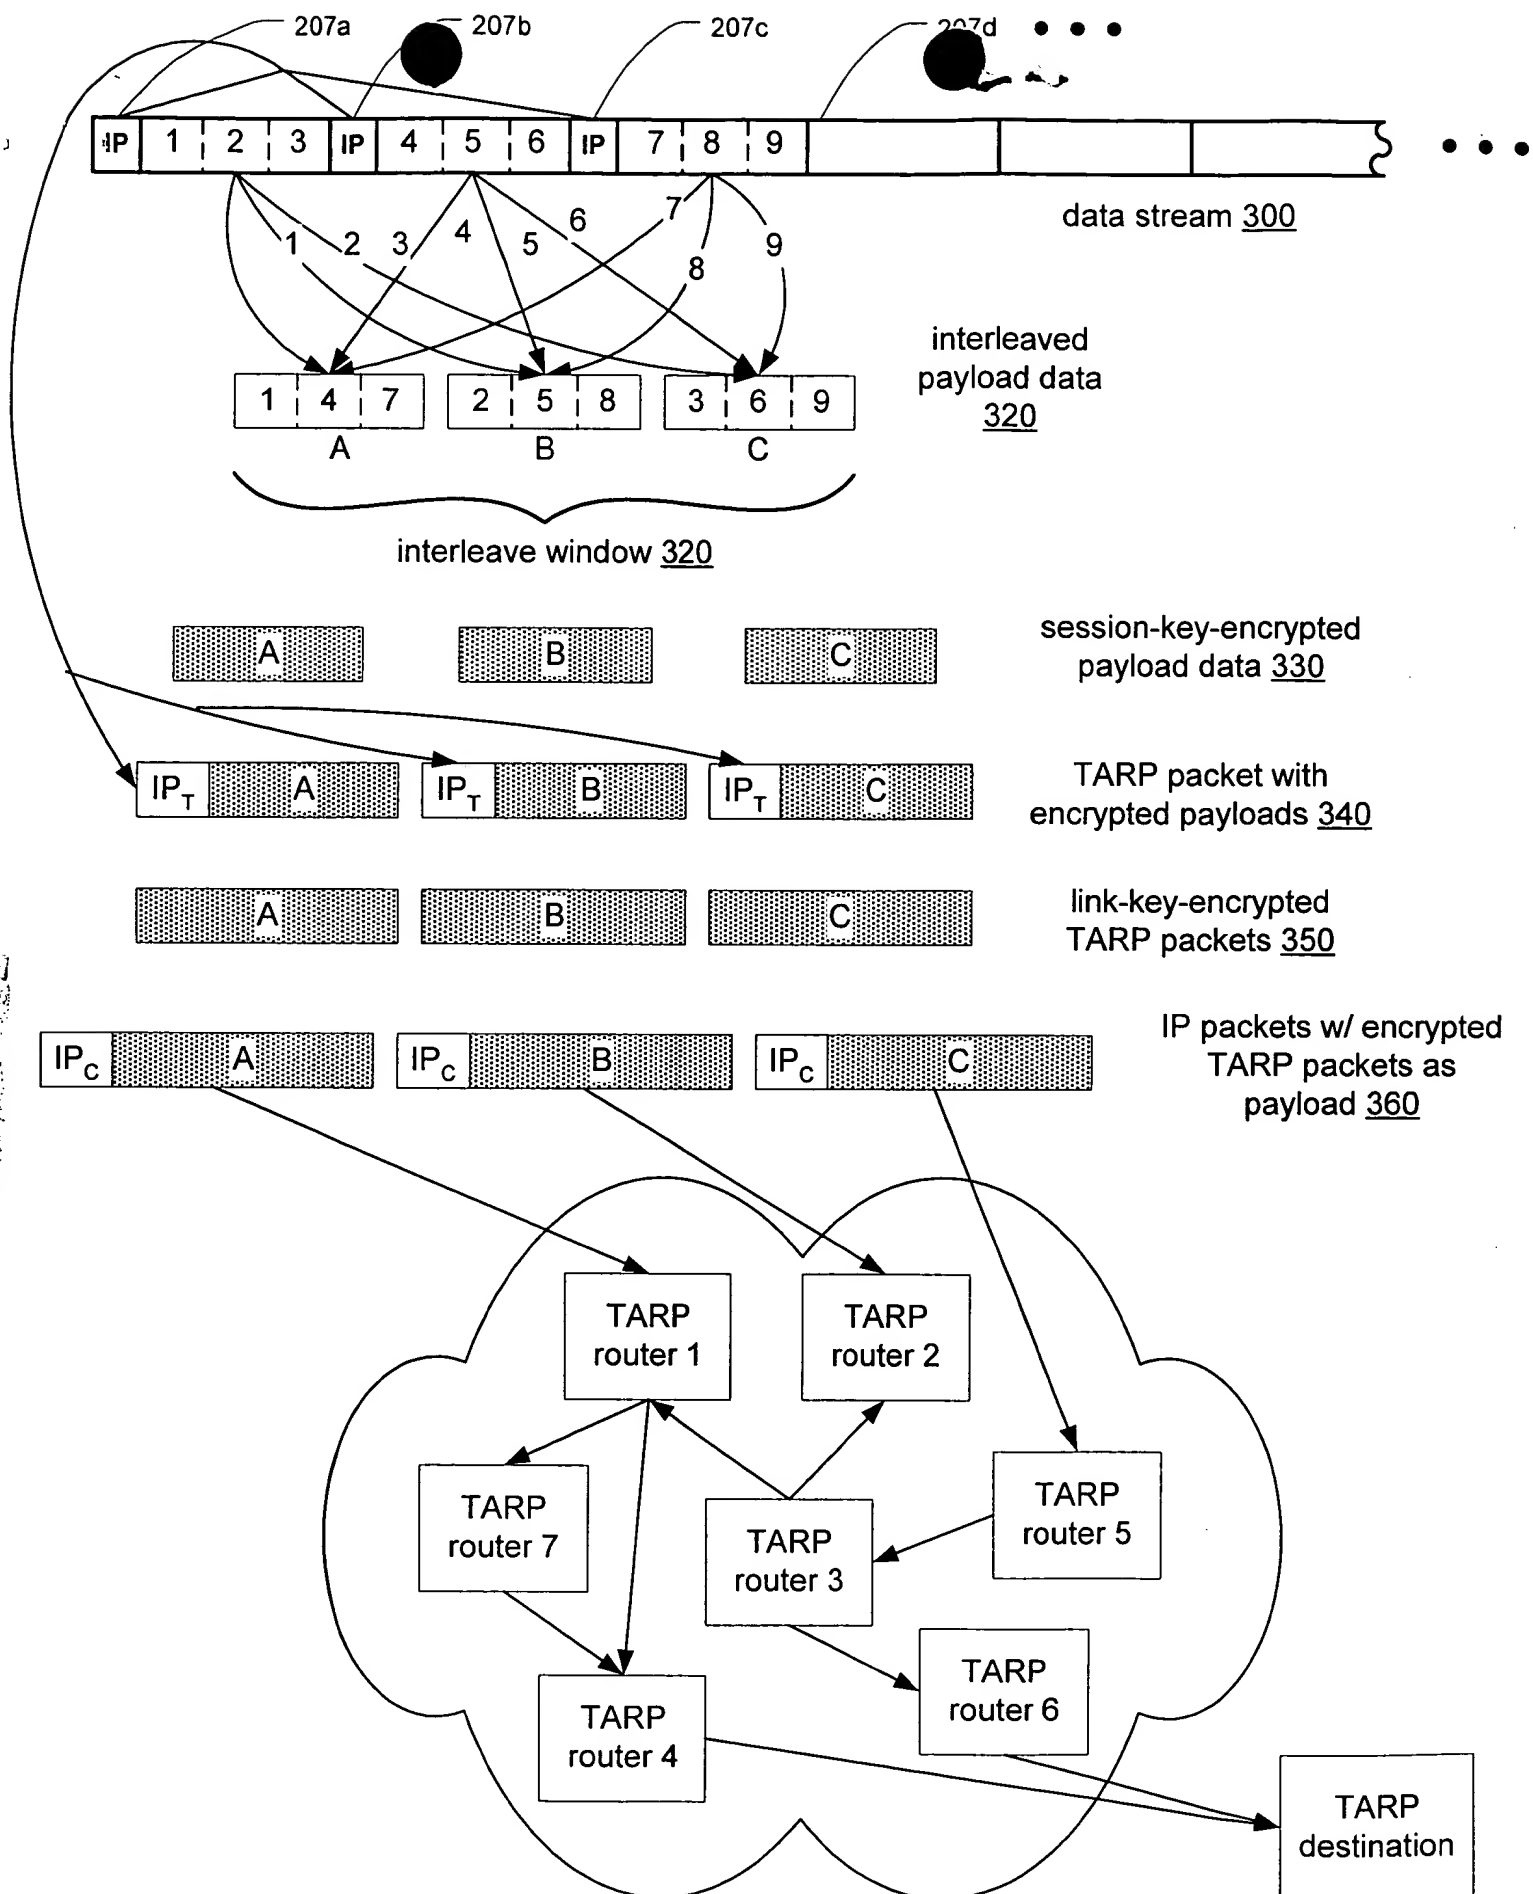 207a 207b 207c 207d
IP 1 2 3 IP 4 5 6 IP 7 8 9
data stream 300
1 2 3 4 5 6 7 8 9
interleaved
payload data
320
1 4 7 2 5 8 3 6 9
A B C
interleave window 320
A B C
session-key-encrypted
payload data 330
IPT A IPT B IPT C
TARP packet with
encrypted payloads 340
A B C
link-key-encrypted
TARP packets 350
IPC A IPC B IPC C
IP packets w/ encrypted
TARP packets as
payload 360
TARP
router 1
TARP
router 2
TARP
router 7
TARP
router 3
TARP
router 5
TARP
router 4
TARP
router 6
TARP
destination